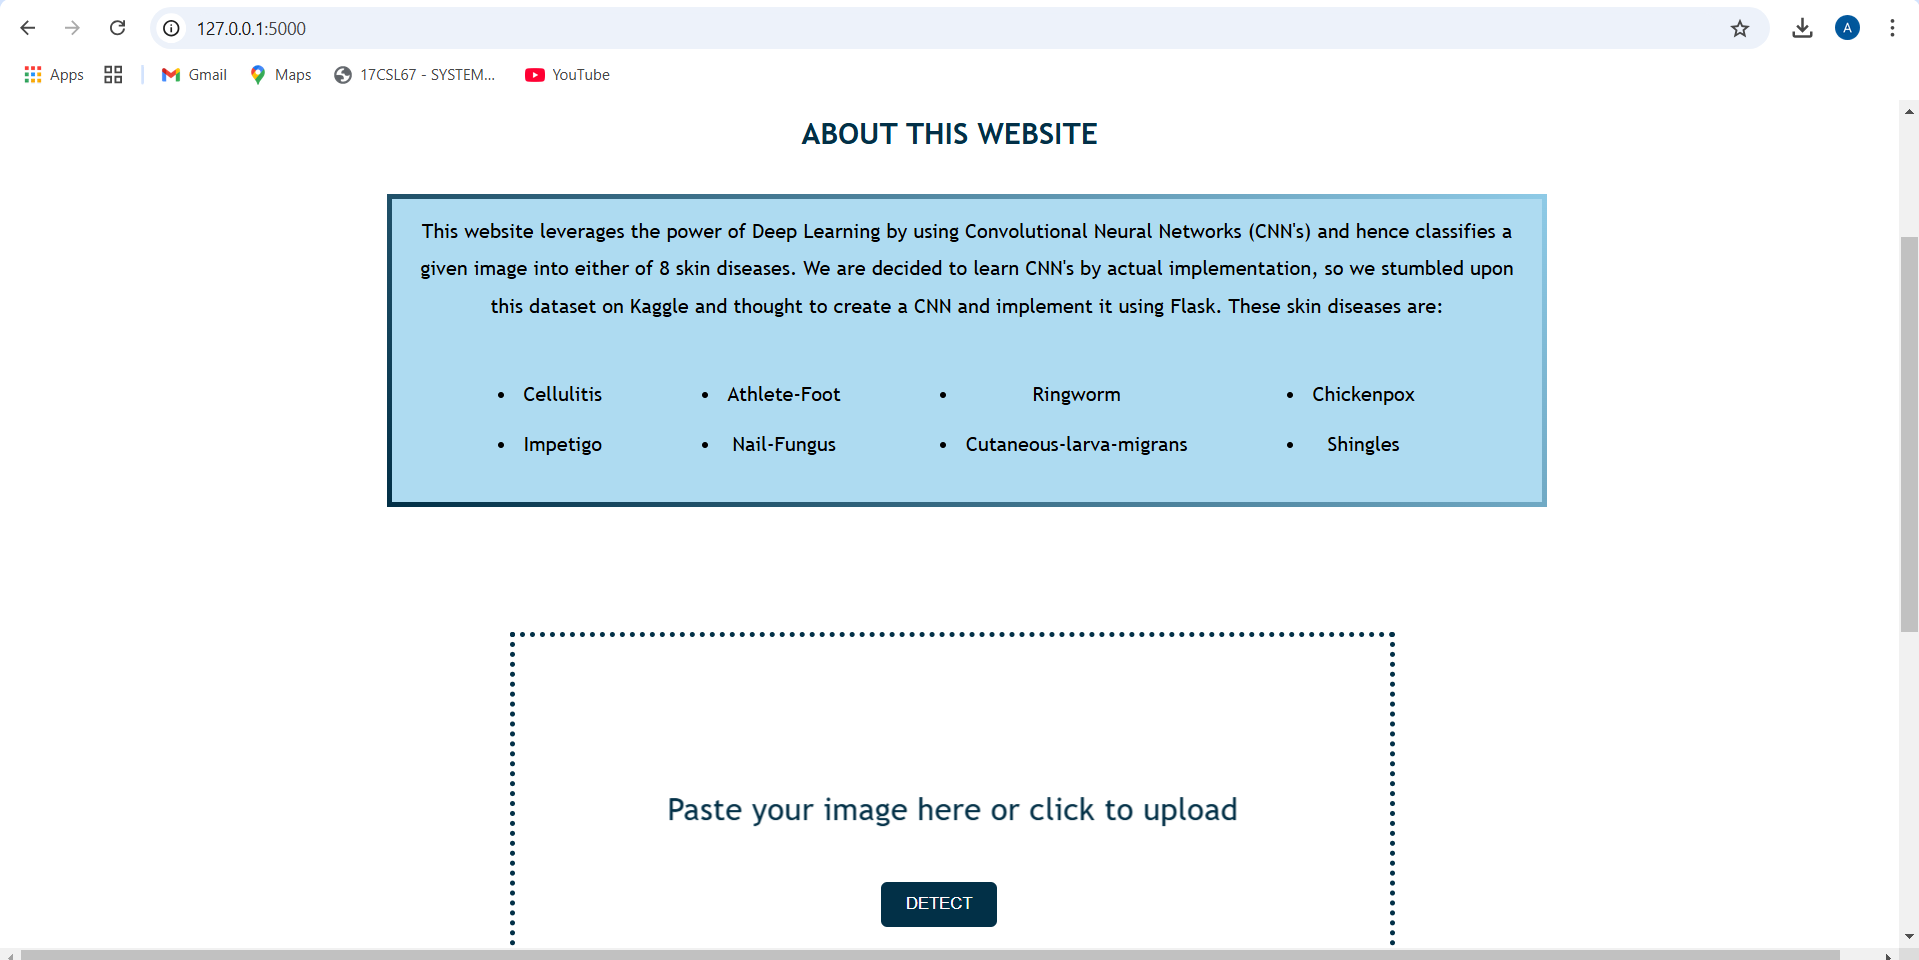 127.0.0.1:5000
A
Apps Gmail Maps 17CSL67 - SYSTEM... YouTube
ABOUT THIS WEBSITE
This website leverages the power of Deep Learning by using Convolutional Neural Networks (CNN's) and hence classifies a
given image into either of 8 skin diseases. We are decided to learn CNN's by actual implementation, so we stumbled upon
this dataset on Kaggle and thought to create a CNN and implement it using Flask. These skin diseases are:
• Cellulitis • Athlete-Foot • Ringworm • Chickenpox
• Impetigo • Nail-Fungus • Cutaneous-larva-migrans • Shingles
Paste your image here or click to upload
DETECT